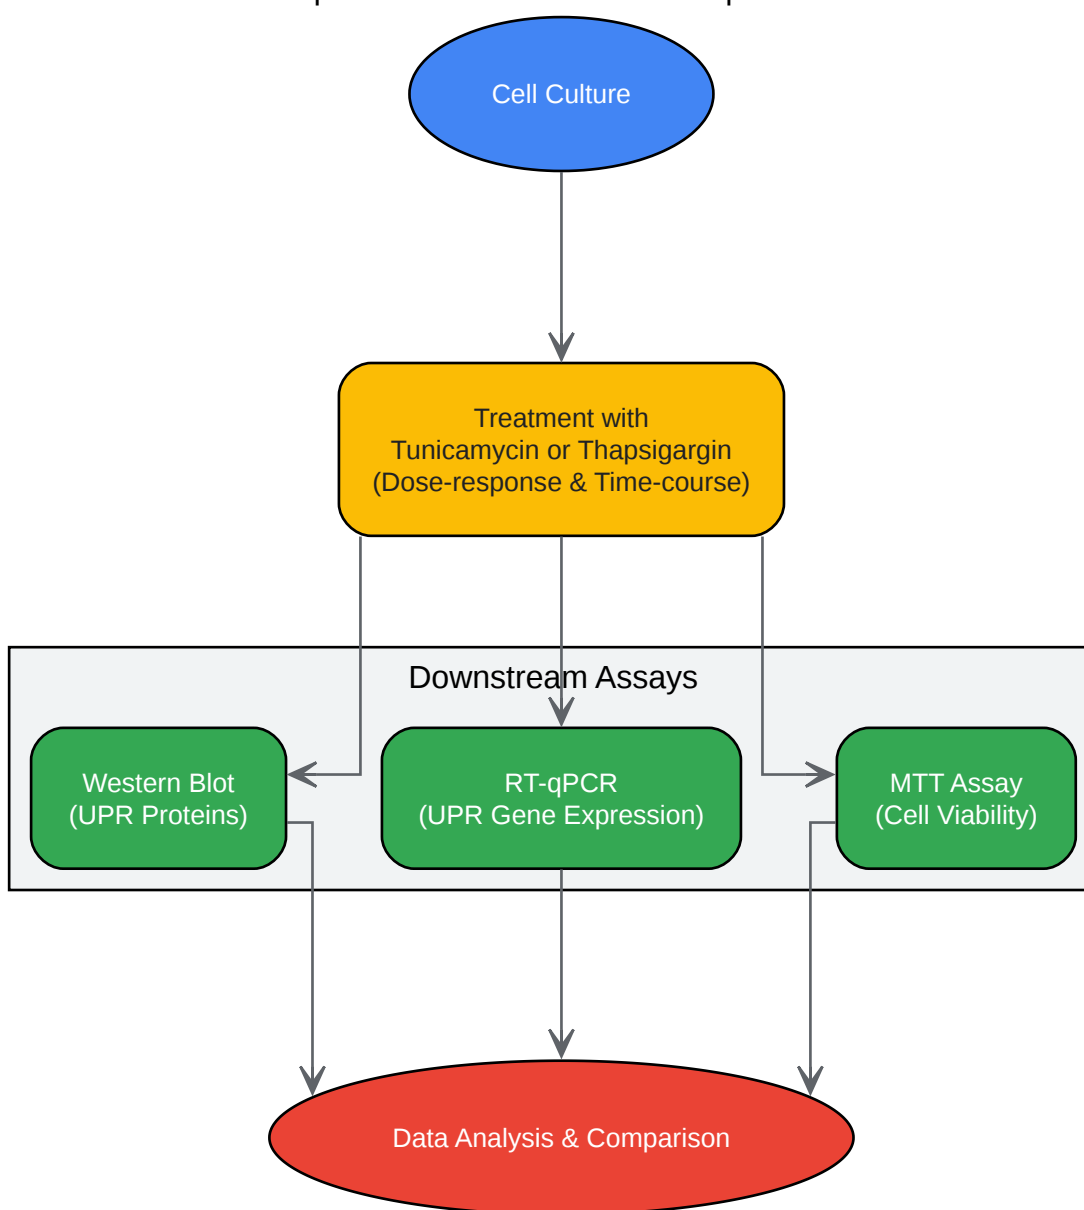 Cell Culture
Treatment with
Tunicamycin or Thapsigargin
(Dose-response & Time-course)
Downstream Assays
Western Blot
(UPR Proteins)
RT-qPCR
(UPR Gene Expression)
MTT Assay
(Cell Viability)
Data Analysis & Comparison